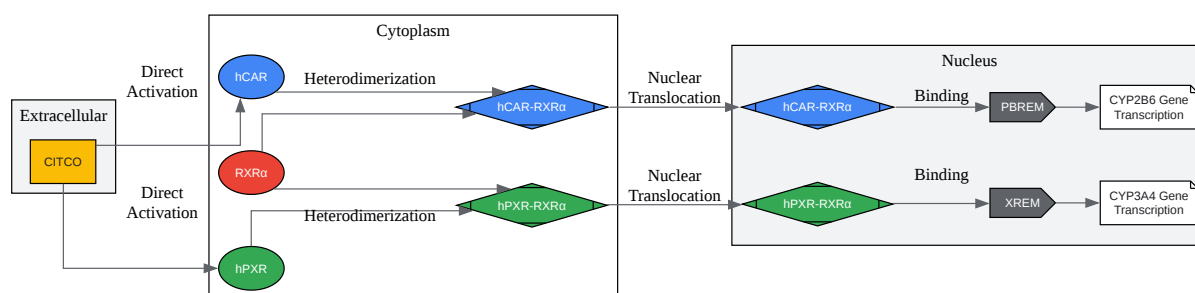 Cytoplasm
Nucleus
Extracellular
CITCO
Direct
Activation
Direct
Activation
hCAR
RXRα
hPXR
Heterodimerization
Heterodimerization
hCAR-RXRα
hPXR-RXRα
Nuclear
Translocation
Nuclear
Translocation
hCAR-RXRα
hPXR-RXRα
Binding
Binding
PBREM
XREM
CYP2B6 Gene
Transcription
CYP3A4 Gene
Transcription